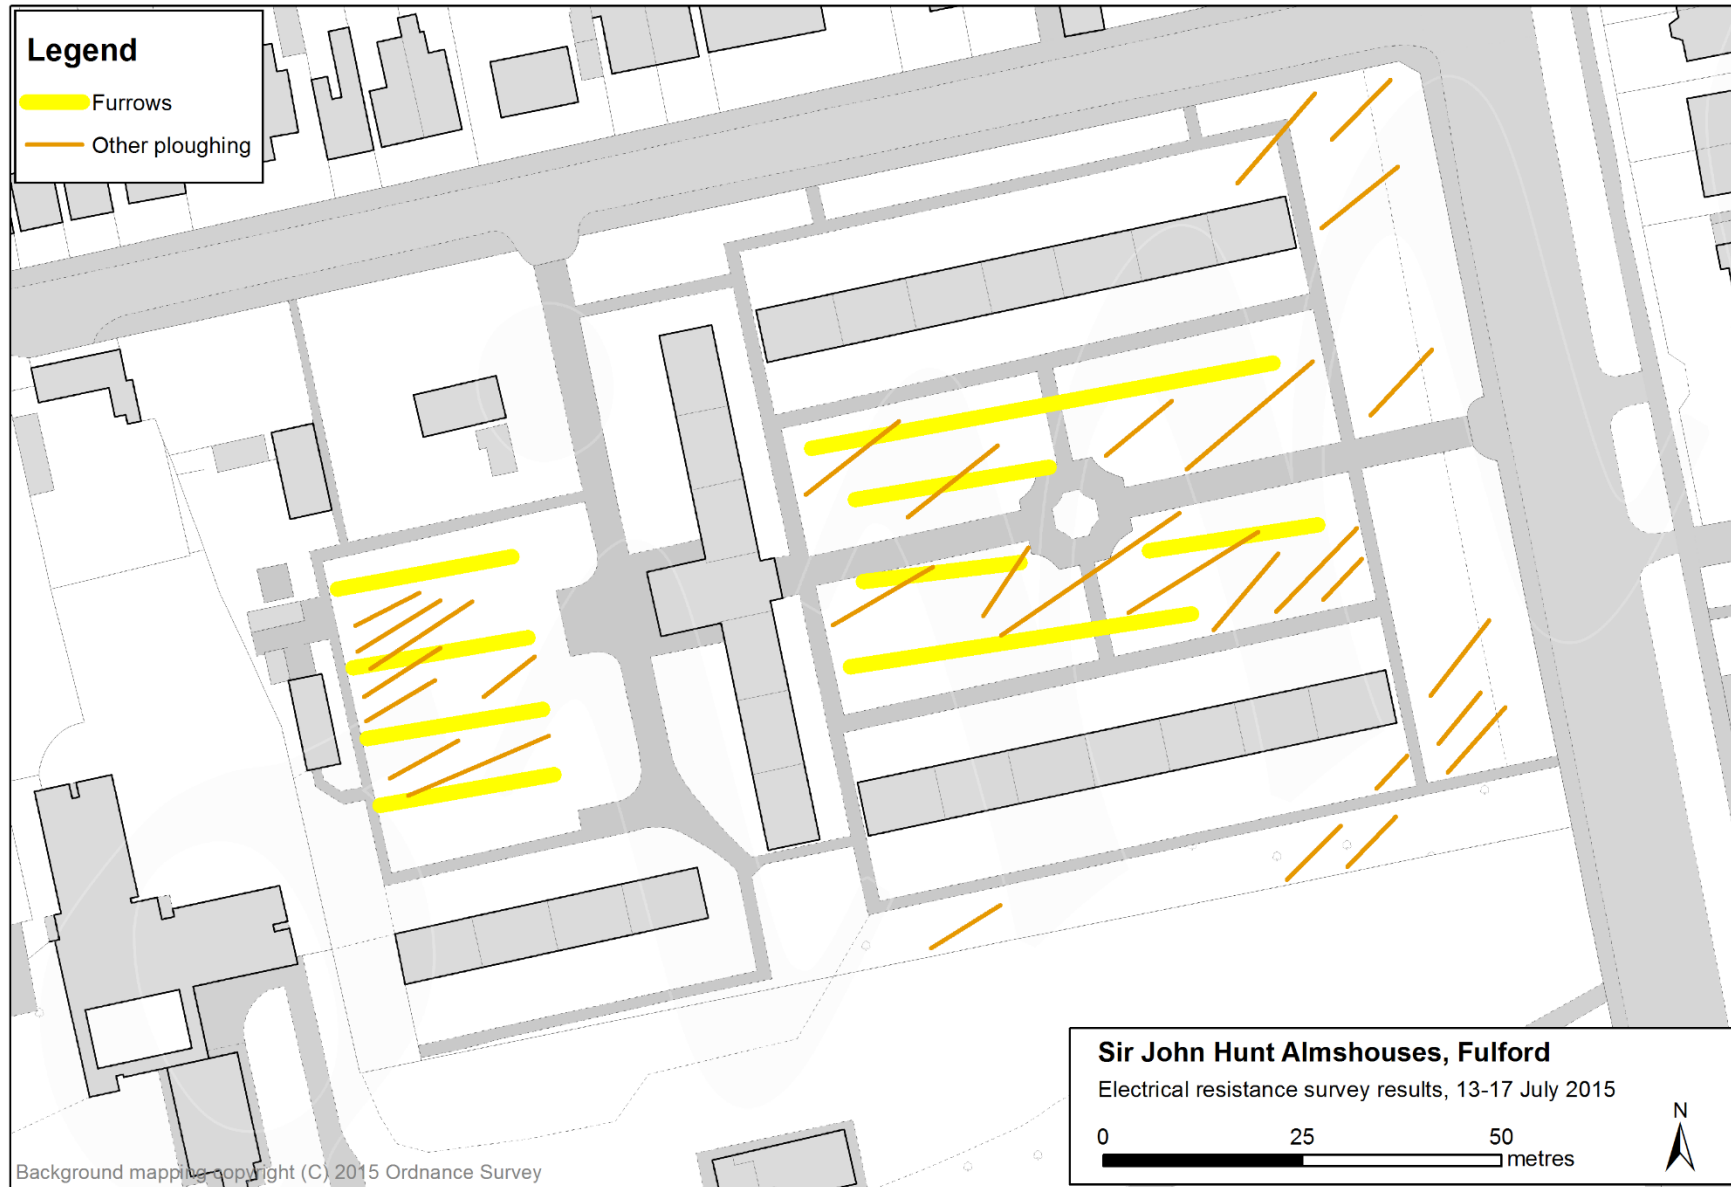 Legend
Furrows
Other ploughing
Sir John Hunt Almshouses, Fulford
Electrical resistance survey results, 13-17 July 2015
N
0 25 50
metres
Background mapping copyright (C) 2015 Ordnance Survey